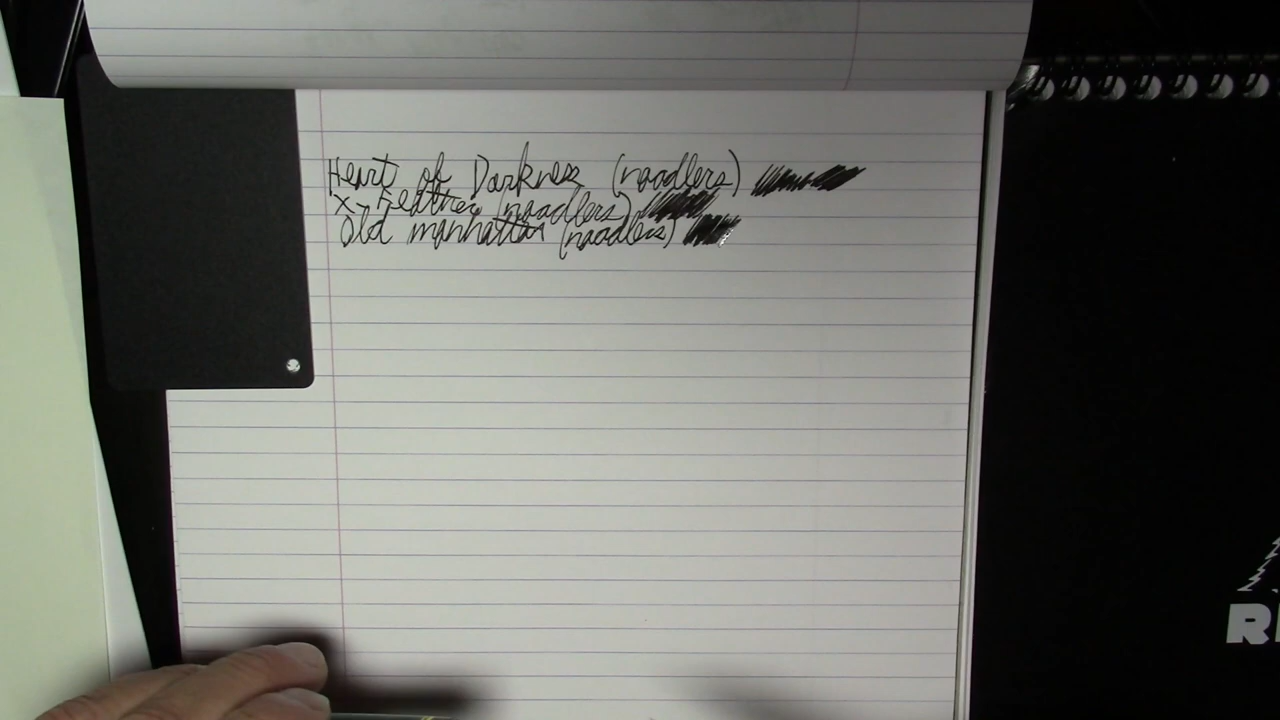 Heart of Darkness (noodlers)
X-Feather (noodlers)
Old manhattan (noodlers)